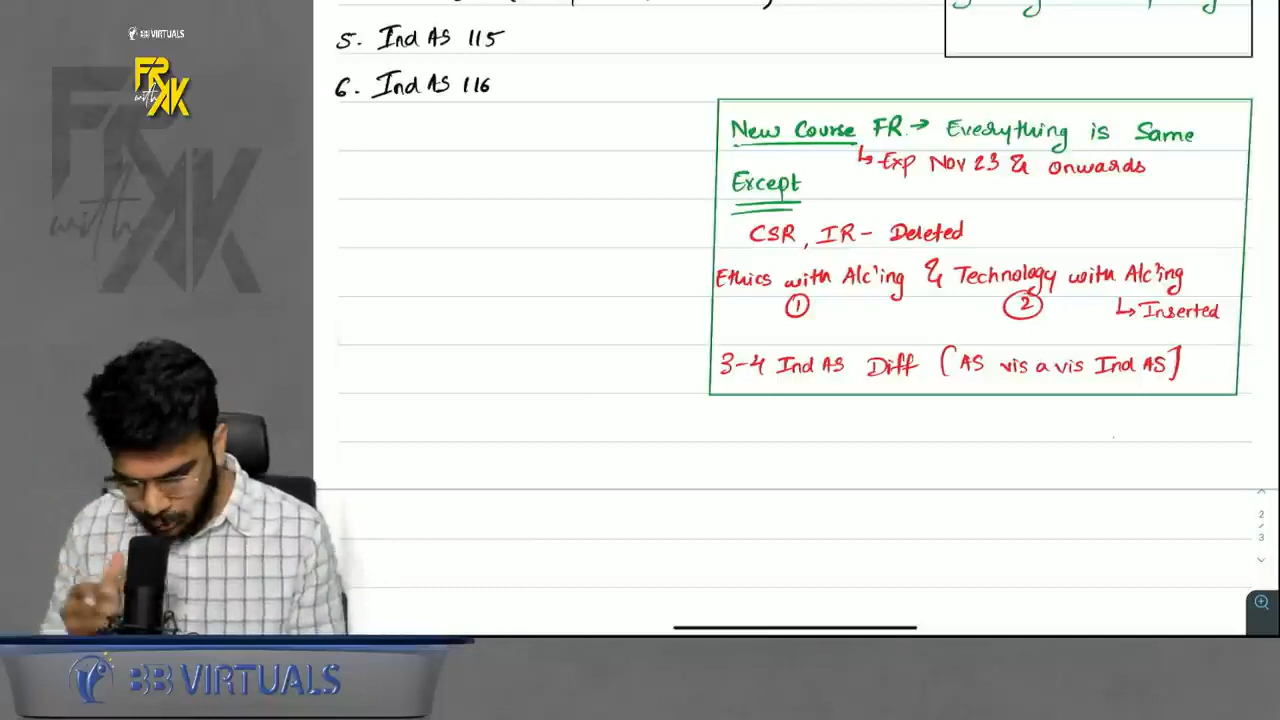 BB VIRTUALS
FR
with
KK
5. Ind AS 115
6. Ind AS 116
New Course FR → Everything is Same
↳ Exp Nov 23 & onwards
Except
CSR, IR - Deleted
Ethics with A/c'ing & Technology with A/c'ing
① ② ↳ Inserted
3-4 Ind AS Diff (AS vis a vis Ind AS]
2
/
3
BB VIRTUALS